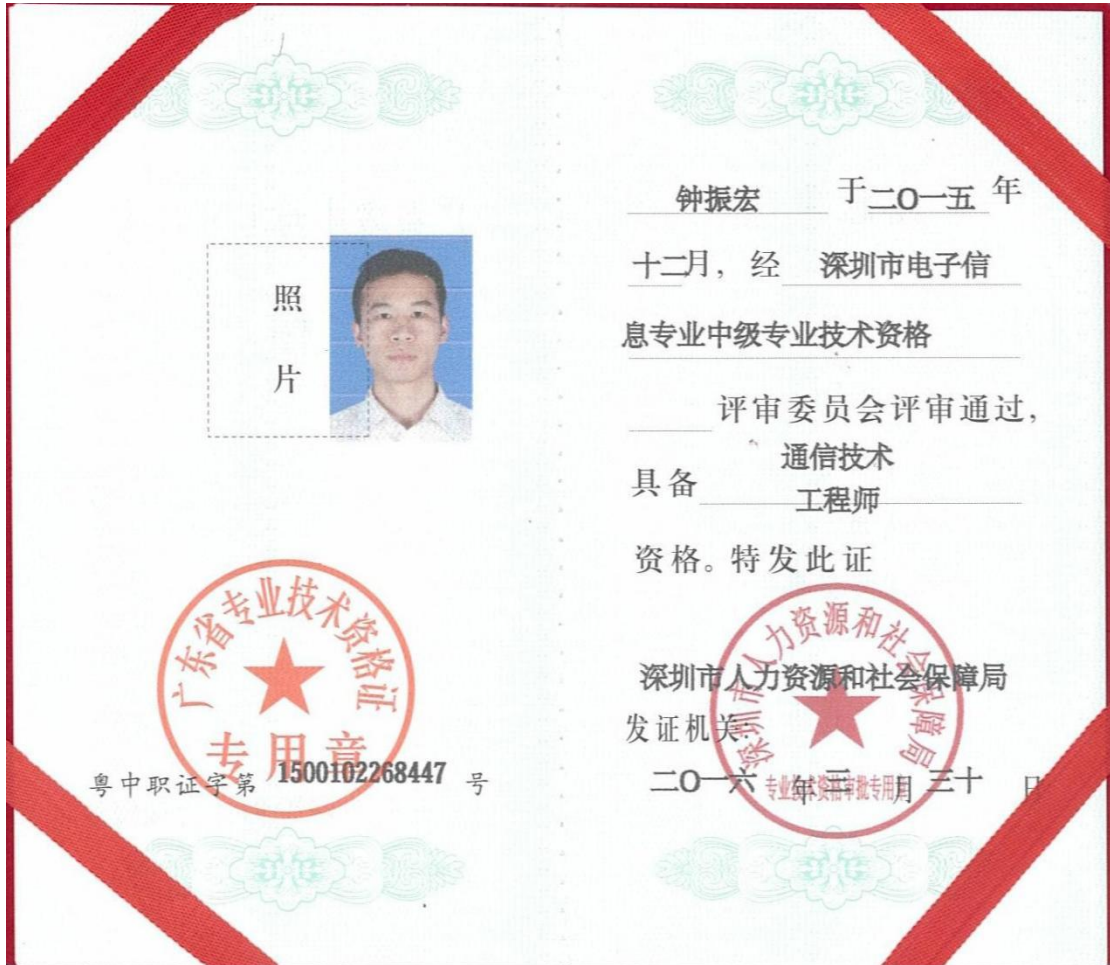 照
片
广东省专业技术资格证
专用章
粤中职证字第 1500102268447 号
钟振宏 于二〇一五年
十二月，经 深圳市电子信
息专业中级专业技术资格
评审委员会评审通过，
具备 通信技术
工程师
资格。特发此证
深圳市人力资源和社会保障局
深圳市人力资源和社会保障局
发证机关：
二〇一六 年 三 月 三十 日
专业技术资格审批专用章